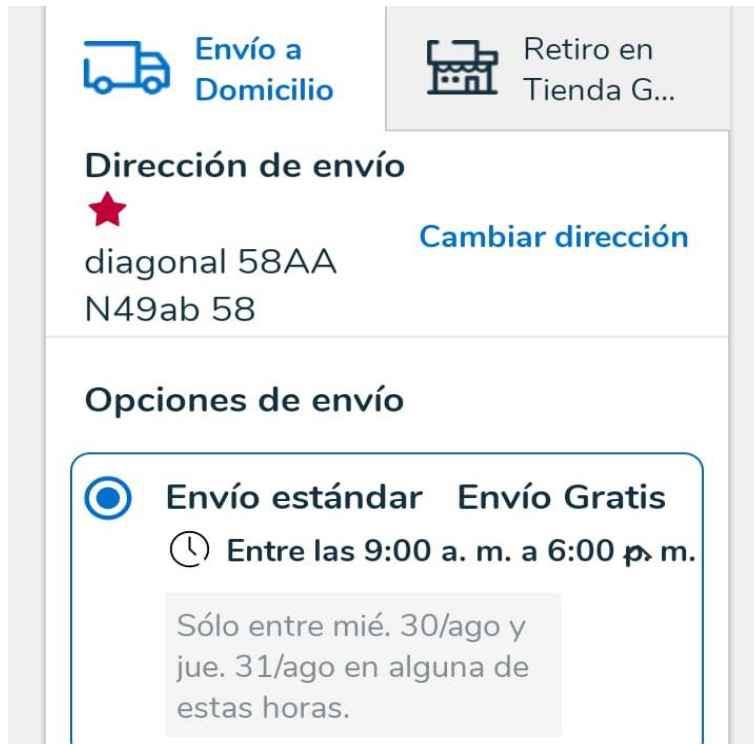 Envío a
Domicilio
Retiro en
Tienda G...
Dirección de envío
Cambiar dirección
diagonal 58AA
N49ab 58
Opciones de envío
Envío estándar Envío Gratis
Entre las 9:00 a. m. a 6:00 p. m.
Sólo entre mié. 30/ago y
jue. 31/ago en alguna de
estas horas.